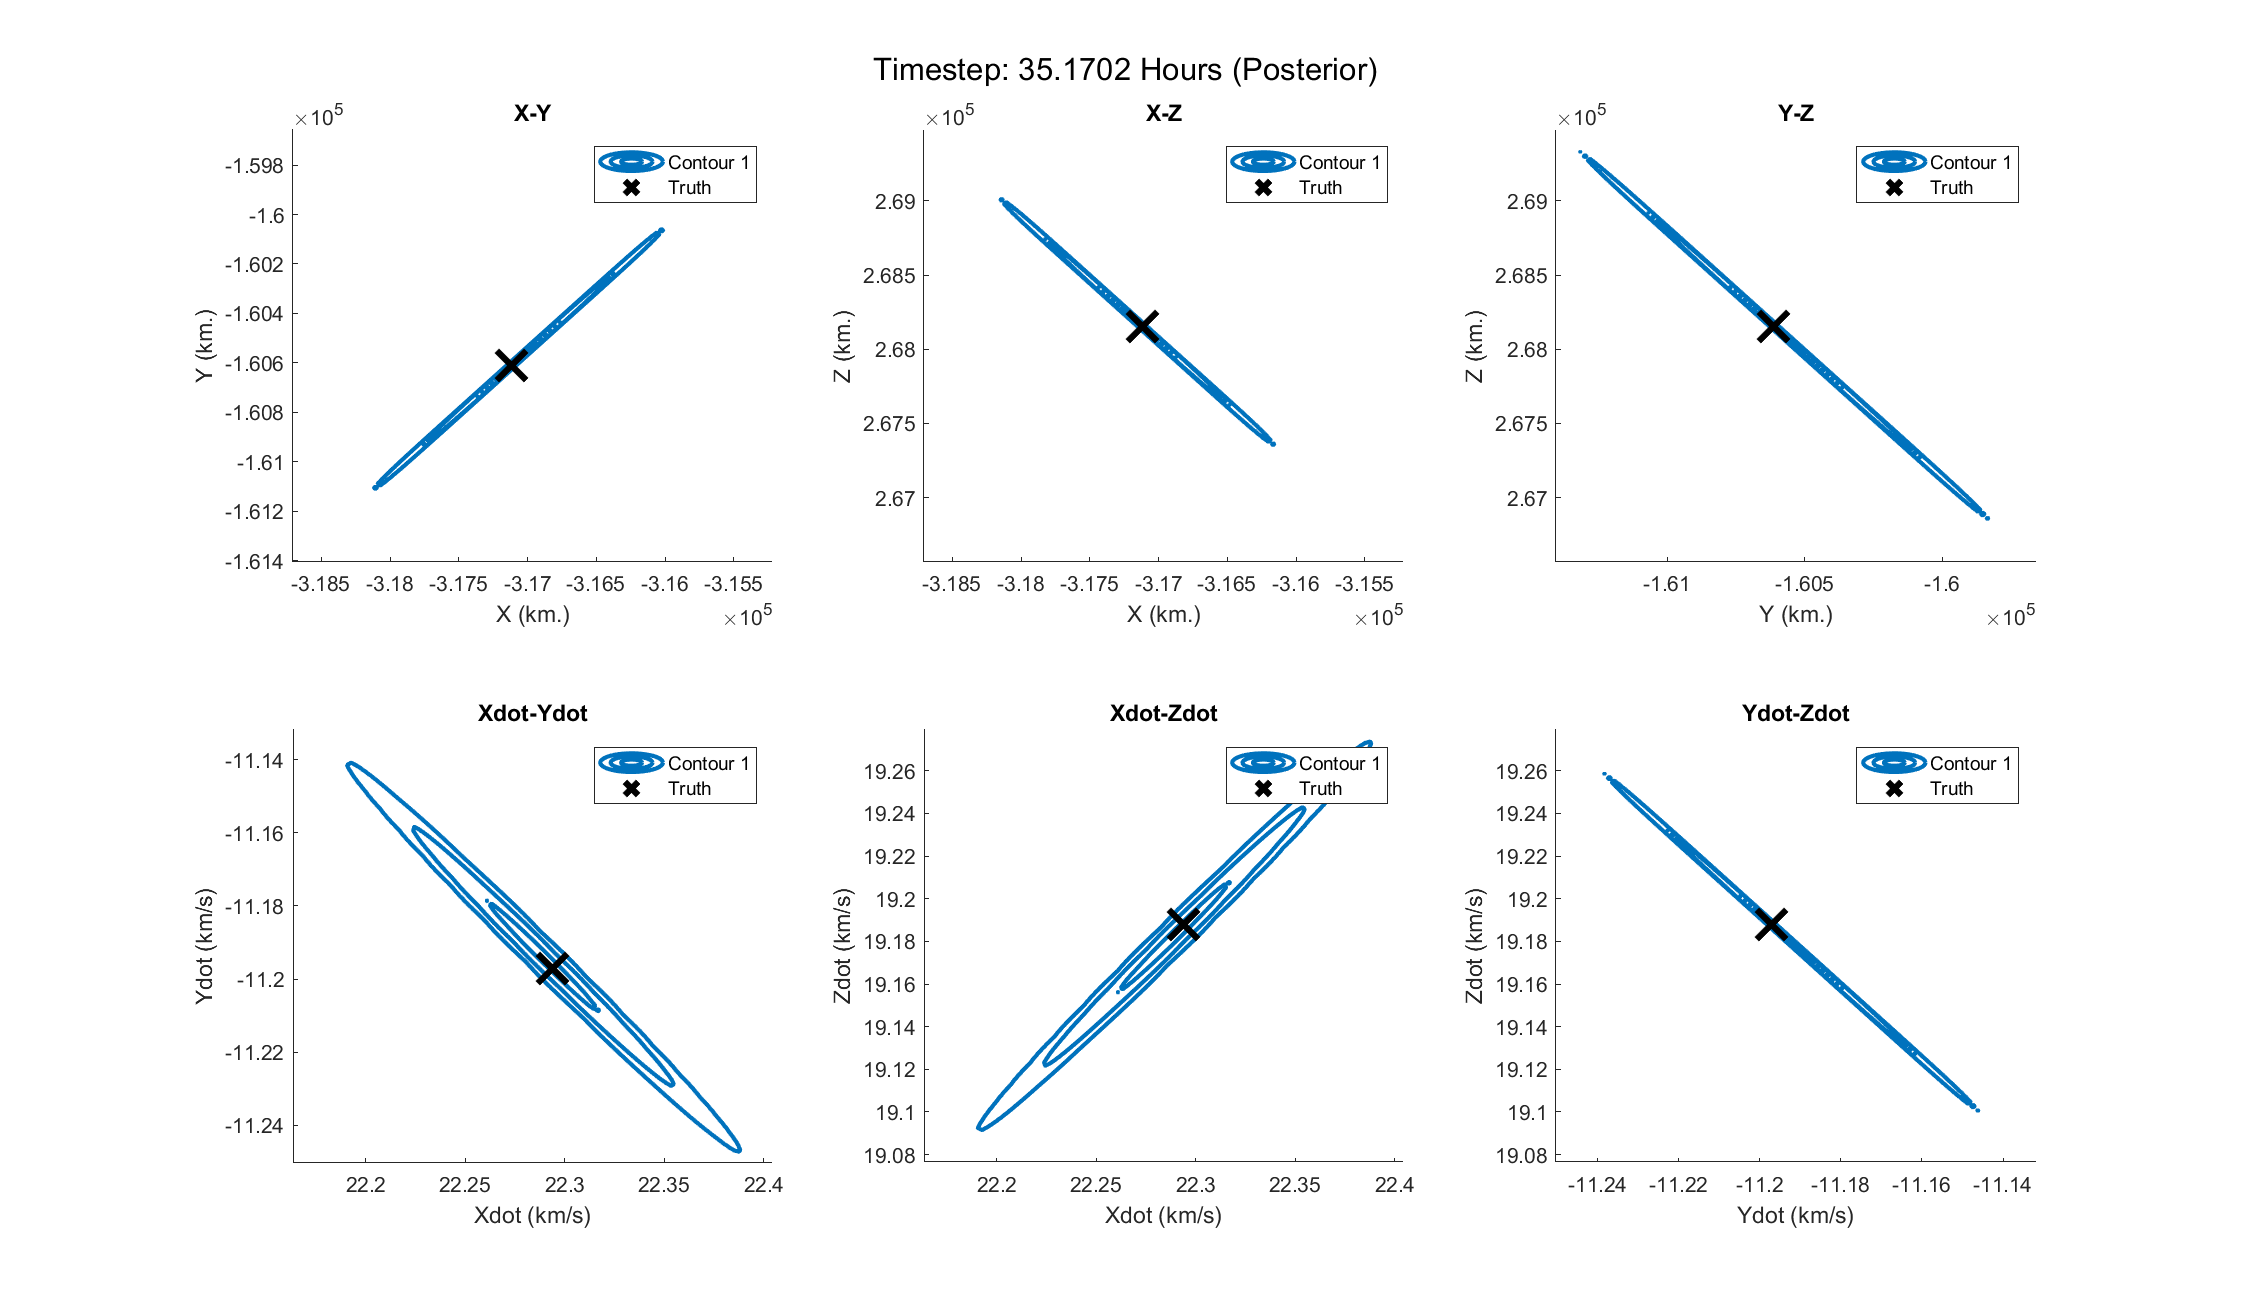 Timestep: 35.1702 Hours (Posterior)
X-Y
×10^5
Contour 1
Truth
-1.598
-1.6
-1.602
-1.604
-1.606
-1.608
-1.61
-1.612
-1.614
Y (km.)
-3.185 -3.18 -3.175 -3.17 -3.165 -3.16 -3.155
X (km.)
×10^5
X-Z
×10^5
Contour 1
Truth
2.69
2.685
2.68
2.675
2.67
Z (km.)
-3.185 -3.18 -3.175 -3.17 -3.165 -3.16 -3.155
X (km.)
×10^5
Y-Z
×10^5
Contour 1
Truth
2.69
2.685
2.68
2.675
2.67
Z (km.)
-1.61 -1.605 -1.6
Y (km.)
×10^5
Xdot-Ydot
Contour 1
Truth
-11.14
-11.16
-11.18
-11.2
-11.22
-11.24
Ydot (km/s)
22.2 22.25 22.3 22.35 22.4
Xdot (km/s)
Xdot-Zdot
Contour 1
Truth
19.26
19.24
19.22
19.2
19.18
19.16
19.14
19.12
19.1
19.08
Zdot (km/s)
22.2 22.25 22.3 22.35 22.4
Xdot (km/s)
Ydot-Zdot
Contour 1
Truth
19.26
19.24
19.22
19.2
19.18
19.16
19.14
19.12
19.1
19.08
Zdot (km/s)
-11.24 -11.22 -11.2 -11.18 -11.16 -11.14
Ydot (km/s)